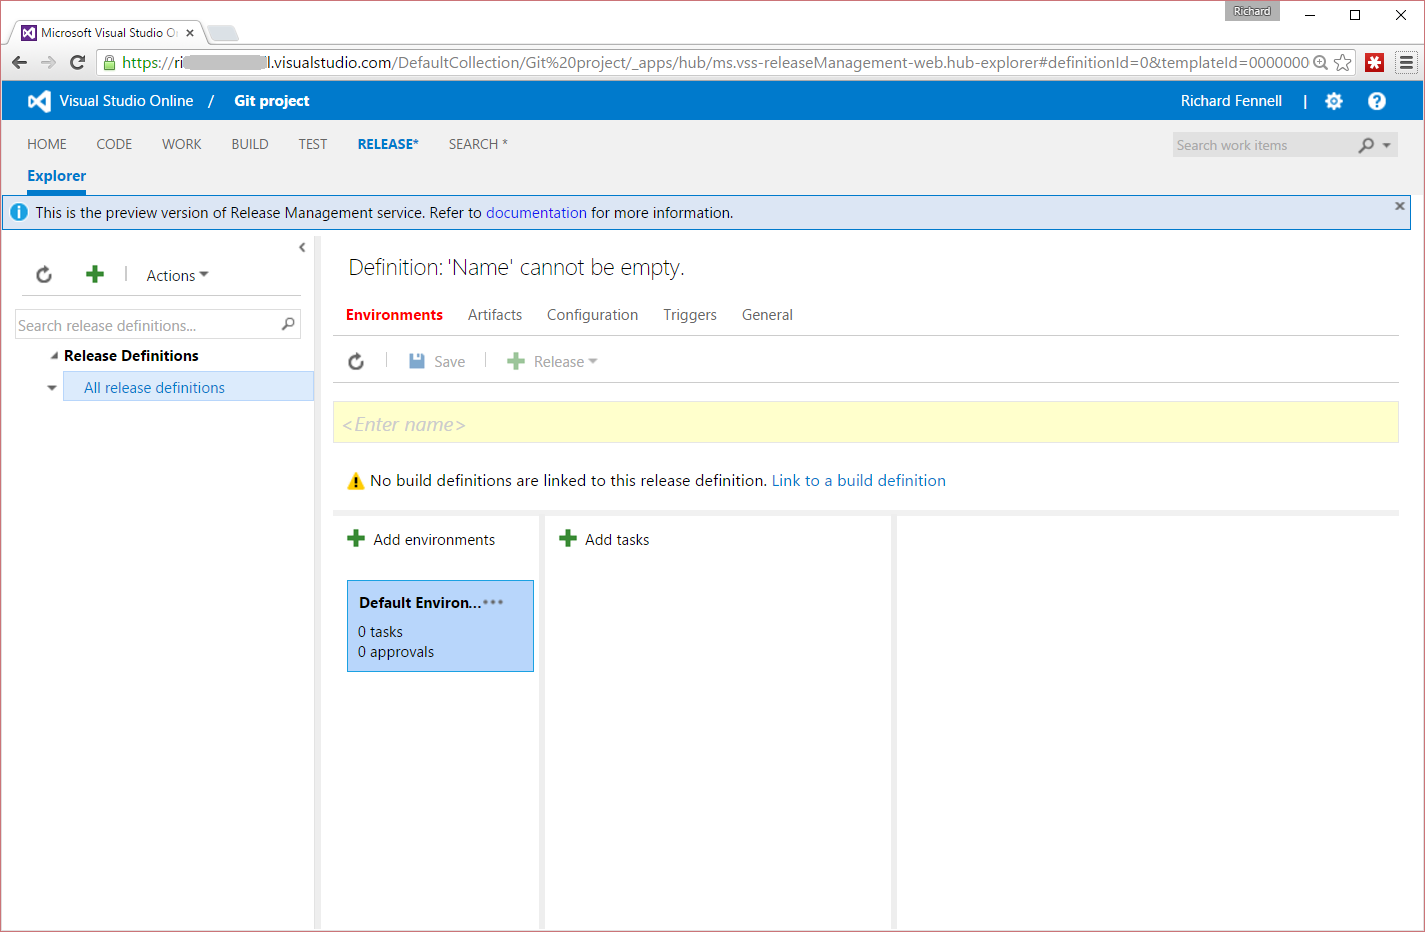 Richard
Microsoft Visual Studio O
https://ri l.visualstudio.com/DefaultCollection/Git%20project/_apps/hub/ms.vss-releaseManagement-web.hub-explorer#definitionId=0&templateId=0000000
Visual Studio Online / Git project
Richard Fennell |
HOME CODE WORK BUILD TEST RELEASE* SEARCH *
Search work items
Explorer
This is the preview version of Release Management service. Refer to documentation for more information.
Actions
Search release definitions...
Release Definitions
All release definitions
Definition: 'Name' cannot be empty.
Environments Artifacts Configuration Triggers General
Save Release
<Enter name>
No build definitions are linked to this release definition. Link to a build definition
Add environments
Add tasks
Default Environ...
0 tasks
0 approvals